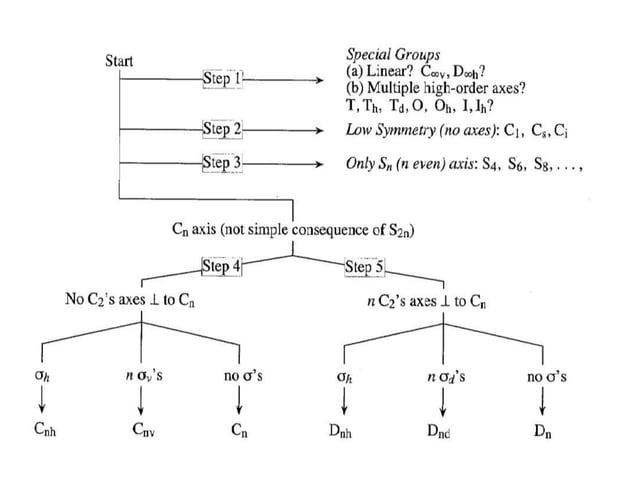 Start
Special Groups
Step 1
(a) Linear? C∞v, D∞h?
(b) Multiple high-order axes?
T, Th, Td, O, Oh, I, Ih?
Step 2
Low Symmetry (no axes): C1, Cs, Ci
Step 3
Only Sn (n even) axis: S4, S6, S8, . . . ,
Cn axis (not simple consequence of S2n)
Step 4
Step 5
No C2's axes ⊥ to Cn
n C2's axes ⊥ to Cn
σh
n σv's
no σ's
σh
n σd's
no σ's
Cnh
Cnv
Cn
Dnh
Dnd
Dn